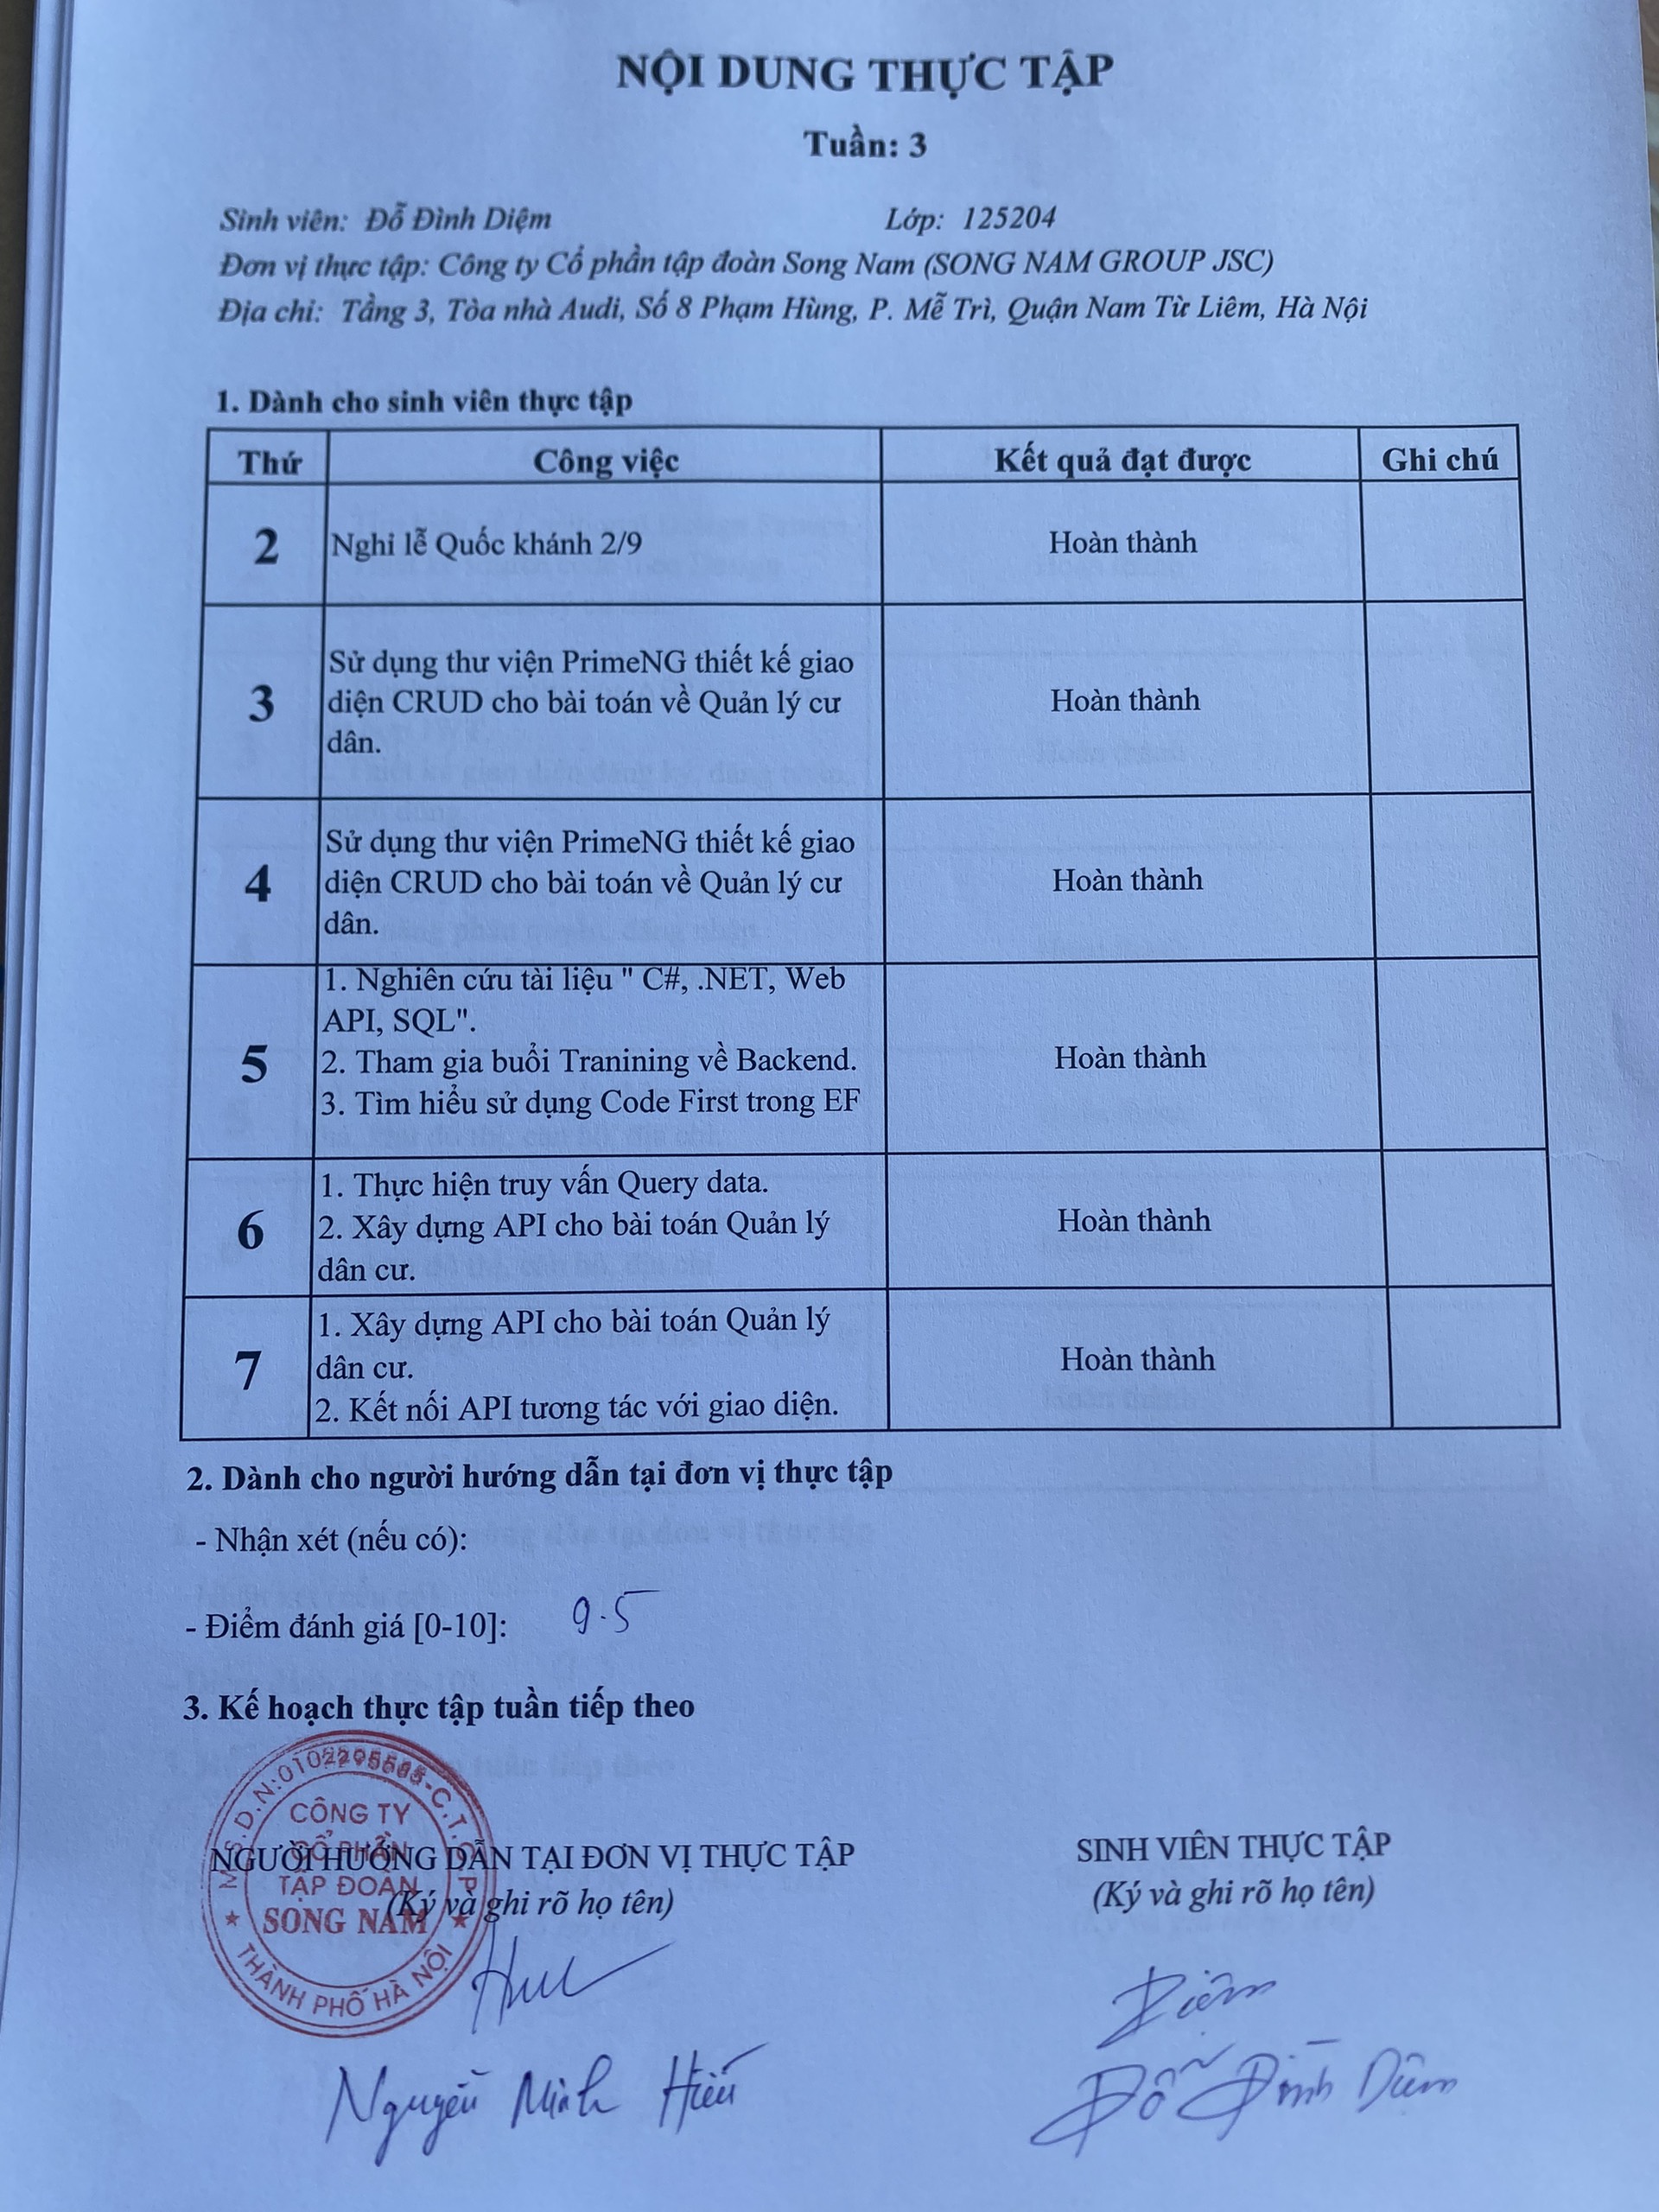 NỘI DUNG THỰC TẬP
Tuần: 3
Sinh viên: Đỗ Đình Diệm Lớp: 125204
Đơn vị thực tập: Công ty Cổ phần tập đoàn Song Nam (SONG NAM GROUP JSC)
Địa chỉ: Tầng 3, Tòa nhà Audi, Số 8 Phạm Hùng, P. Mễ Trì, Quận Nam Từ Liêm, Hà Nội
1. Dành cho sinh viên thực tập
Thứ Công việc Kết quả đạt được Ghi chú
2 Nghi lễ Quốc khánh 2/9 Hoàn thành
Sử dụng thư viện PrimeNG thiết kế giao
3 diện CRUD cho bài toán về Quản lý cư Hoàn thành
dân.
Sử dụng thư viện PrimeNG thiết kế giao
4 diện CRUD cho bài toán về Quản lý cư Hoàn thành
dân.
1. Nghiên cứu tài liệu " C#, .NET, Web
API, SQL".
5 2. Tham gia buổi Tranining về Backend. Hoàn thành
3. Tìm hiểu sử dụng Code First trong EF
1. Thực hiện truy vấn Query data.
6 2. Xây dựng API cho bài toán Quản lý Hoàn thành
dân cư.
1. Xây dựng API cho bài toán Quản lý
7 dân cư. Hoàn thành
2. Kết nối API tương tác với giao diện.
2. Dành cho người hướng dẫn tại đơn vị thực tập
- Nhận xét (nếu có):
- Điểm đánh giá [0-10]: 9.5
3. Kế hoạch thực tập tuần tiếp theo
M.S.D.N: C.T.C.P
CÔNG TY
CỔ PHẦN
TẬP ĐOÀN
SONG NAM
THÀNH PHỐ HÀ NỘI
NGƯỜI HƯỚNG DẪN TẠI ĐƠN VỊ THỰC TẬP SINH VIÊN THỰC TẬP
(Ký và ghi rõ họ tên) (Ký và ghi rõ họ tên)
Diệm
Nguyễn Minh Hiếu Đỗ Đình Diệm